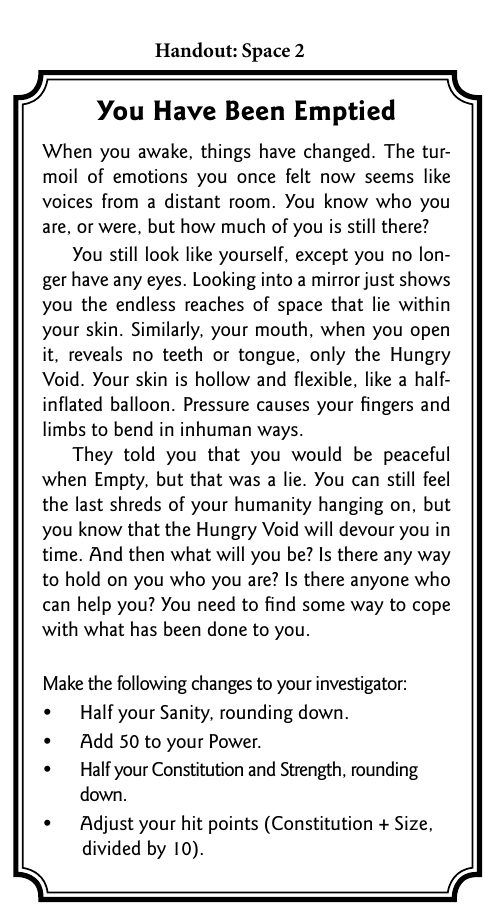 Handout: Space 2
You Have Been Emptied
When you awake, things have changed. The tur-
moil of emotions you once felt now seems like
voices from a distant room. You know who you
are, or were, but how much of you is still there?
You still look like yourself, except you no lon-
ger have any eyes. Looking into a mirror just shows
you the endless reaches of space that lie within
your skin. Similarly, your mouth, when you open
it, reveals no teeth or tongue, only the Hungry
Void. Your skin is hollow and flexible, like a half-
inflated balloon. Pressure causes your fingers and
limbs to bend in inhuman ways.
They told you that you would be peaceful
when Empty, but that was a lie. You can still feel
the last shreds of your humanity hanging on, but
you know that the Hungry Void will devour you in
time. And then what will you be? Is there any way
to hold on you who you are? Is there anyone who
can help you? You need to find some way to cope
with what has been done to you.
Make the following changes to your investigator:
• Half your Sanity, rounding down.
• Add 50 to your Power.
• Half your Constitution and Strength, rounding
down.
• Adjust your hit points (Constitution + Size,
divided by 10).